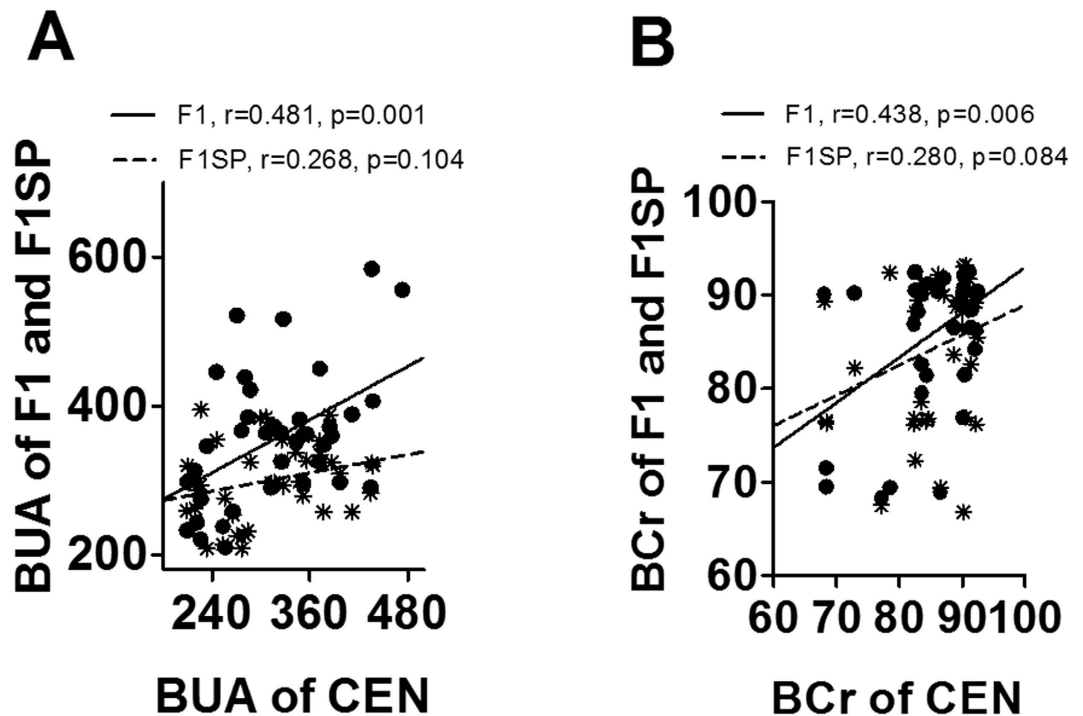 A
F1, r=0.481, p=0.001
F1SP, r=0.268, p=0.104
BUA of F1 and F1SP
600
400
200
240 360 480
BUA of CEN
B
F1, r=0.438, p=0.006
F1SP, r=0.280, p=0.084
BCr of F1 and F1SP
100
90
80
70
60
60 70 80 90 100
BCr of CEN